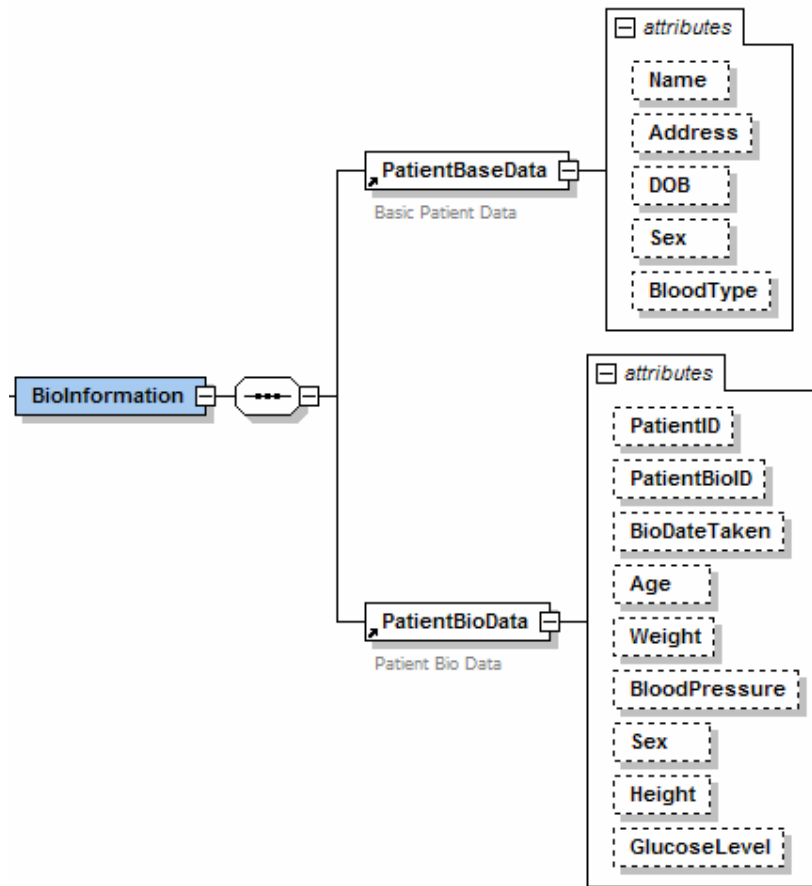 attributes
Name
Address
DOB
Sex
BloodType
PatientBaseData
Basic Patient Data
BioInformation
attributes
PatientID
PatientBioID
BioDateTaken
Age
Weight
BloodPressure
Sex
Height
GlucoseLevel
PatientBioData
Patient Bio Data